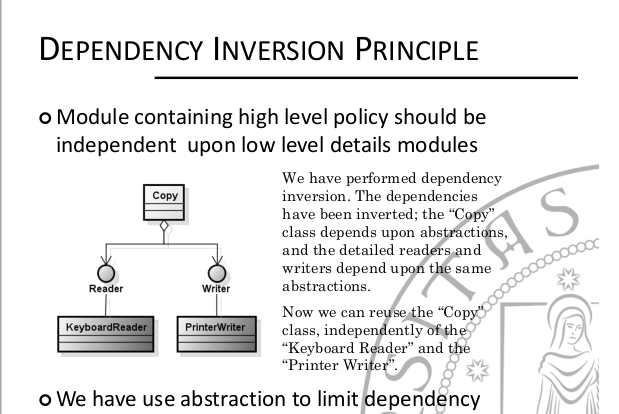 DEPENDENCY INVERSION PRINCIPLE
Module containing high level policy should be
independent upon low level details modules
Copy
Reader
Writer
KeyboardReader
PrinterWriter
We have performed dependency
inversion. The dependencies
have been inverted; the “Copy”
class depends upon abstractions,
and the detailed readers and
writers depend upon the same
abstractions.
Now we can reuse the “Copy”
class, independently of the
“Keyboard Reader” and the
“Printer Writer”.
We have use abstraction to limit dependency
SITAS